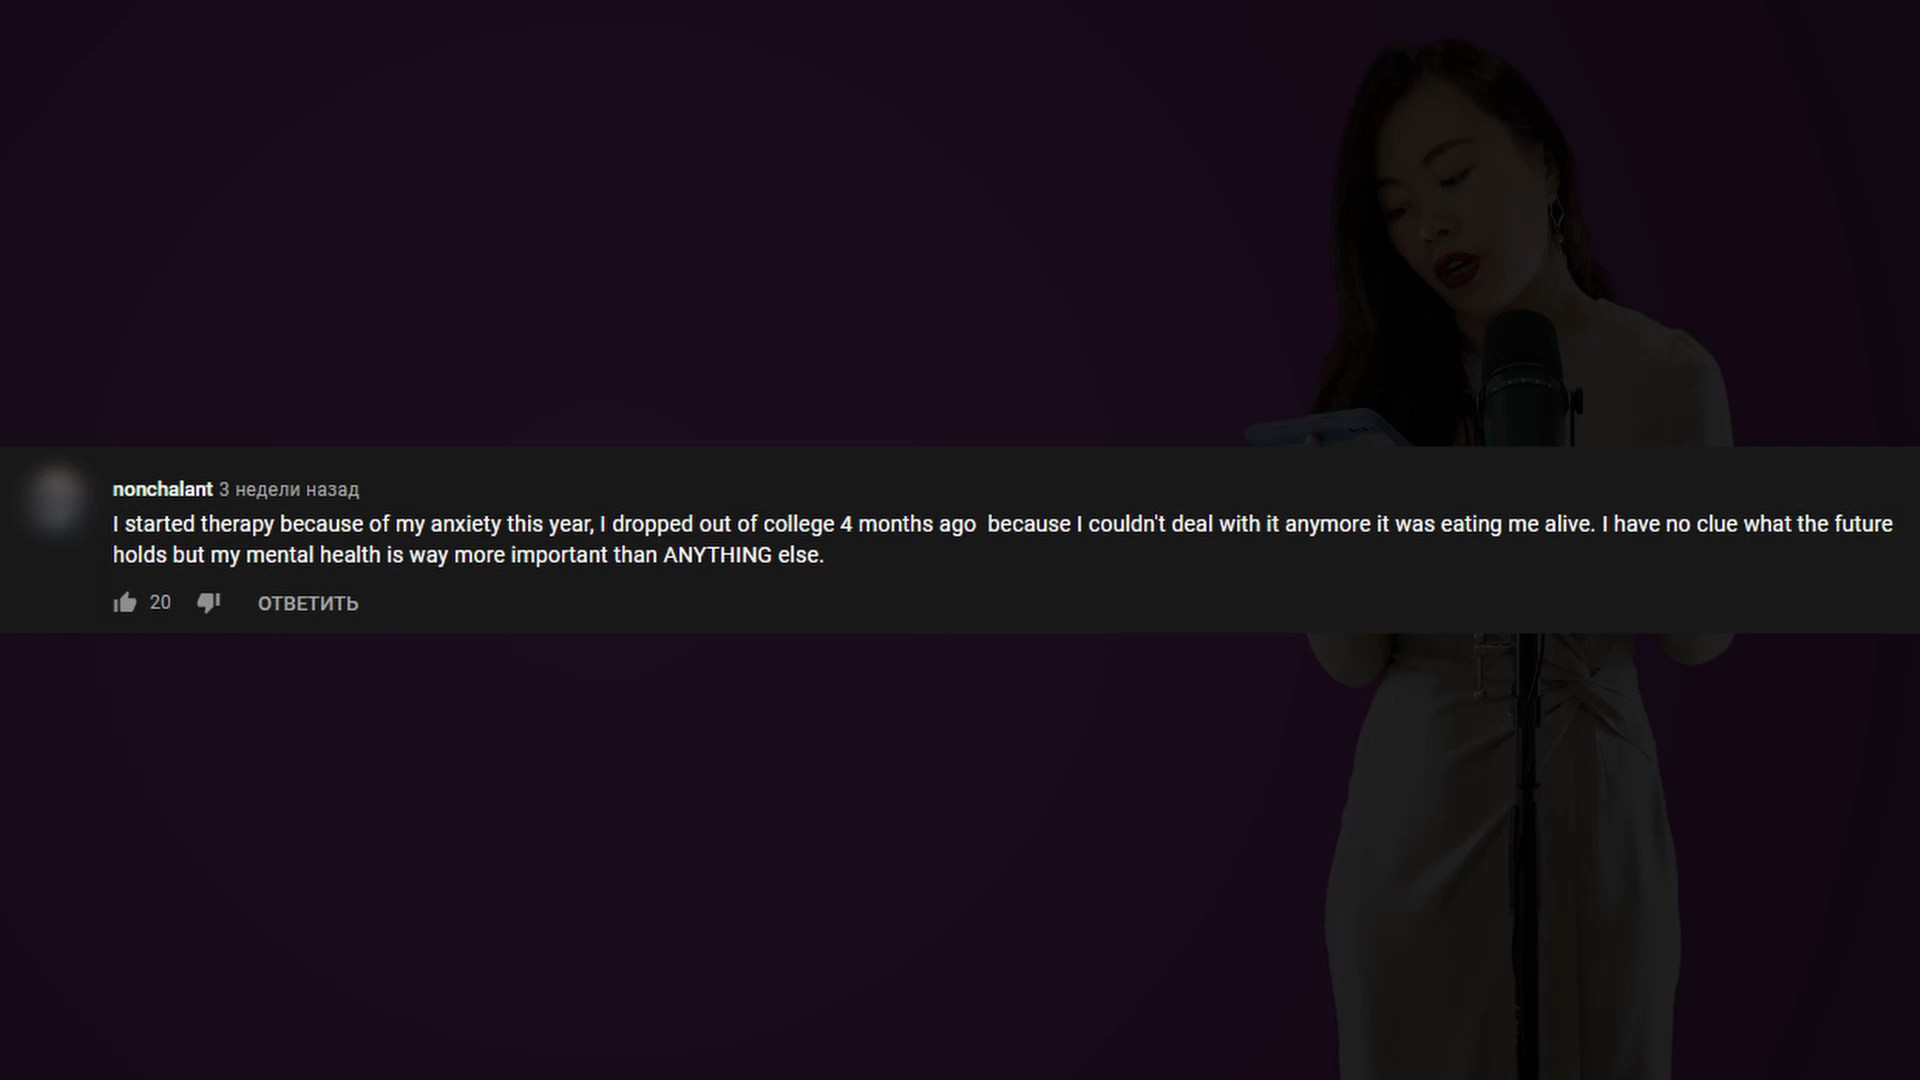 nonchalant 3 недели назад
I started therapy because of my anxiety this year, I dropped out of college 4 months ago  because I couldn't deal with it anymore it was eating me alive. I have no clue what the future
holds but my mental health is way more important than ANYTHING else.
20 ОТВЕТИТЬ